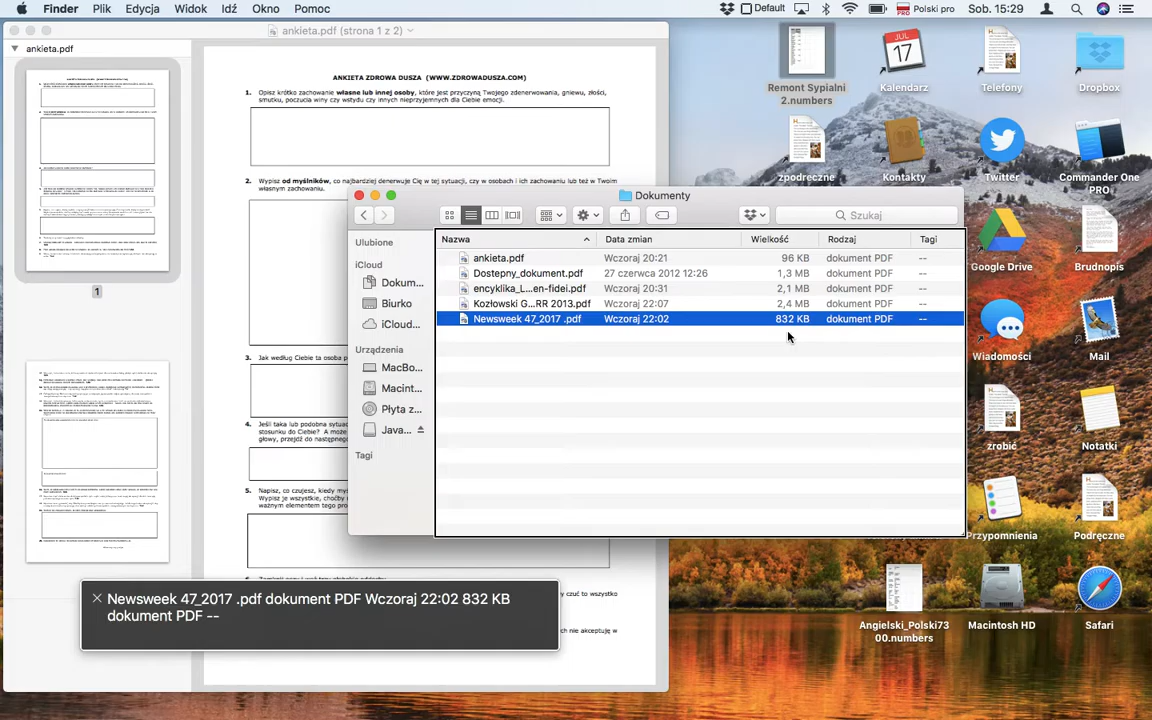 Finder Plik Edycja Widok Idź Okno Pomoc Default Polski pro Sob. 15:29
ankieta.pdf (strona 1 z 2)
ankieta.pdf
1
ANKIETA ZDROWA DUSZA (WWW.ZDROWADUSZA.COM)
1. Opisz krótko zachowanie własne lub innej osoby, które jest przyczyną Twojego zdenerwowania, gniewu, złości,
smutku, poczucia winy czy wstydu czy innych nieprzyjemnych dla Ciebie emocji.
2. Wypisz od myślników, co najbardziej denerwuje Cię w tej sytuacji, czy w osobach i ich zachowaniu lub też w Twoim
własnym zachowaniu.
3. Jak według Ciebie ta osoba p
4. Jeśli taka lub podobna sytua
stosunku do Ciebie? A może
głowy, przejdź do następneg
5. Napisz, co czujesz, kiedy my
Wypisz je wszystkie, choćby
ważnym elementem tego pro
czuć to wszystko
ch nie akceptuję w
Dokumenty
Szukaj
Ulubione
iCloud
Dokum...
Biurko
iCloud...
Urządzenia
MacBo...
Macint...
Płyta z...
Java...
Tagi
Nazwa Data zmian Wielkość Rodzaj Tagi
ankieta.pdf Wczoraj 20:21 96 KB dokument PDF --
Dostepny_dokument.pdf 27 czerwca 2012 12:26 1,3 MB dokument PDF --
encyklika_L...en-fidei.pdf Wczoraj 20:31 2,1 MB dokument PDF --
Kozłowski G...RR 2013.pdf Wczoraj 22:07 2,4 MB dokument PDF --
Newsweek 47_2017 .pdf Wczoraj 22:02 832 KB dokument PDF --
Newsweek 47_2017 .pdf dokument PDF Wczoraj 22:02 832 KB
dokument PDF --
Remont Sypialni
2.numbers
JUL
17
Kalendarz
Telefony
Dropbox
zpodreczne
Kontakty
Twitter
Commander One
PRO
Google Drive
Brudnopis
Wiadomości
Mail
zrobić
Notatki
Przypomnienia
Podręczne
Angielski_Polski73
00.numbers
Macintosh HD
Safari